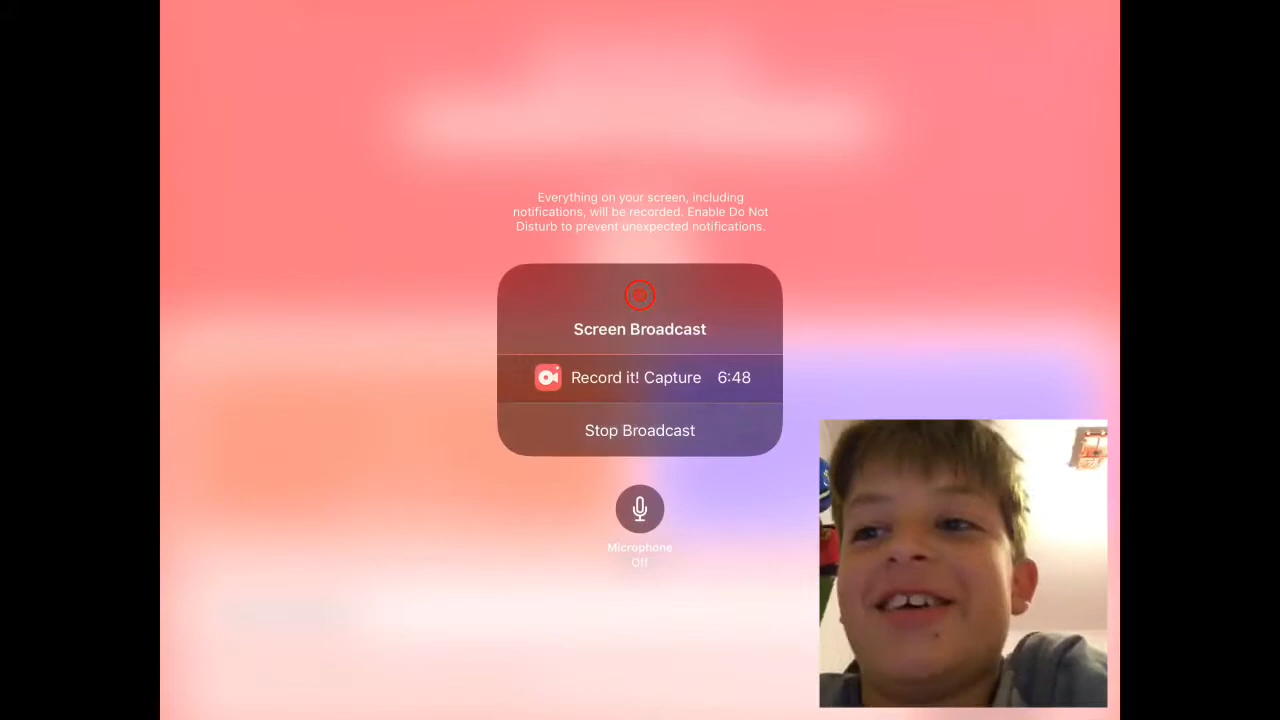 Everything on your screen, including
notifications, will be recorded. Enable Do Not
Disturb to prevent unexpected notifications.
Screen Broadcast
Record it! Capture 6:48
Stop Broadcast
Microphone
Off